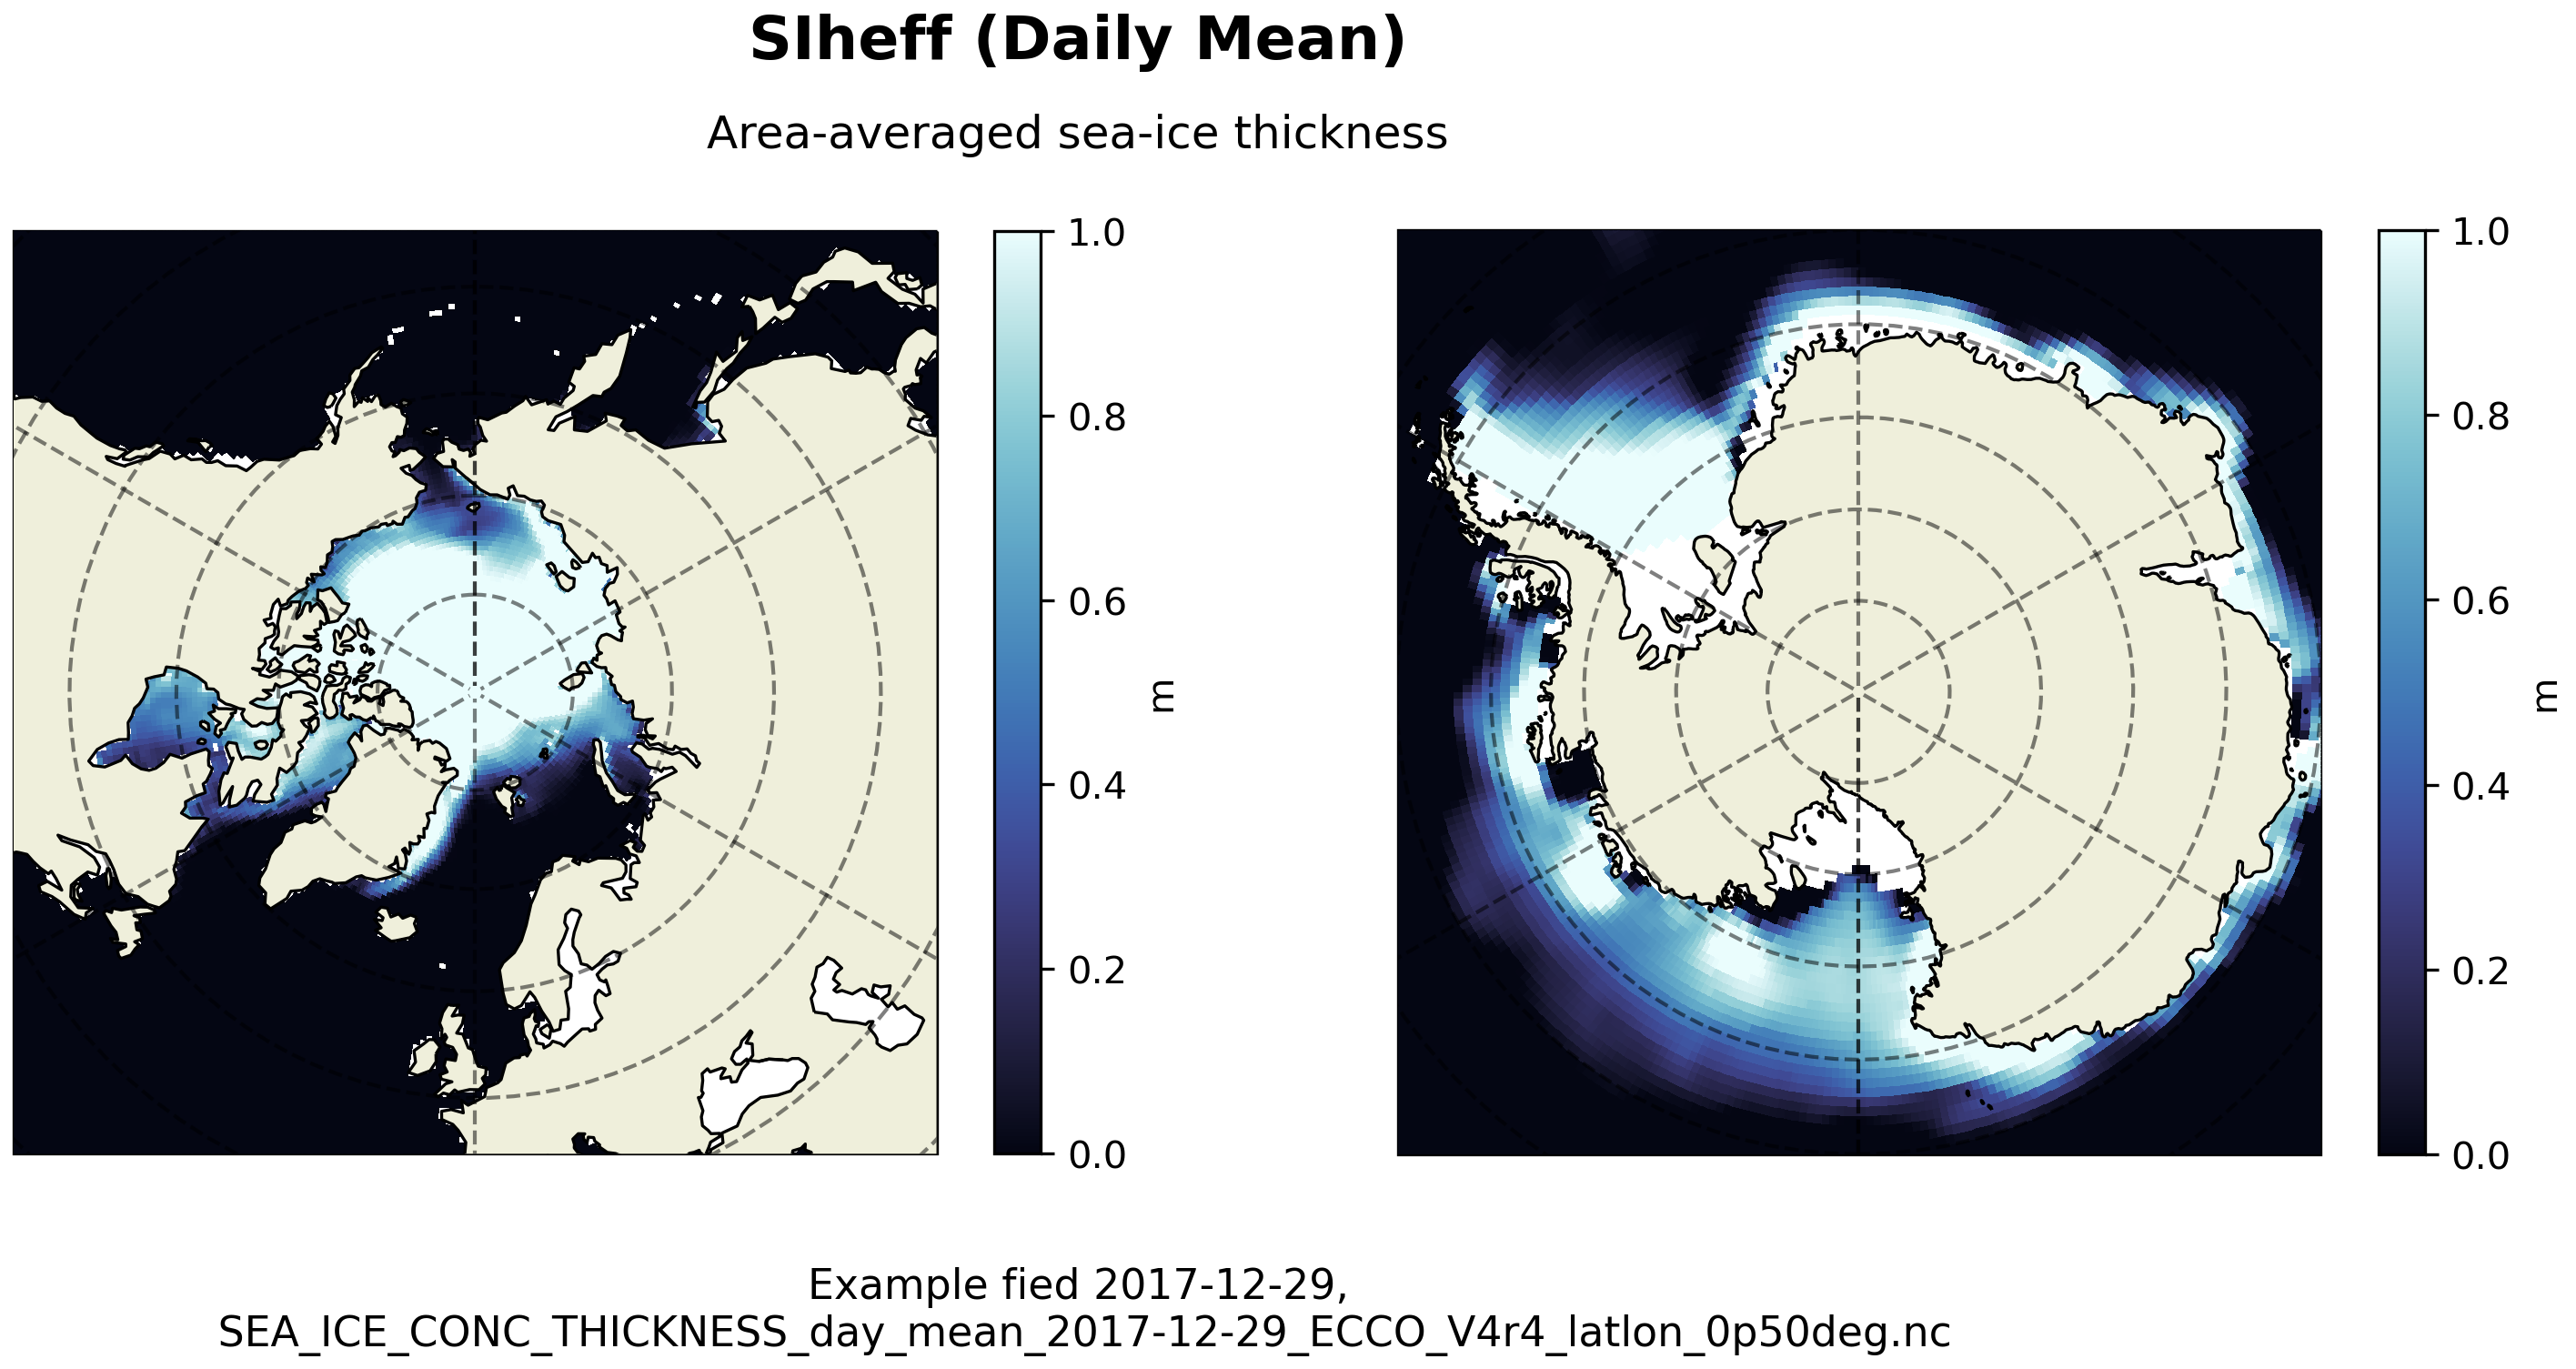 SIheff (Daily Mean)
Area-averaged sea-ice thickness
1.0
0.8
0.6
0.4
0.2
0.0
m
1.0
0.8
0.6
0.4
0.2
0.0
m
Example fied 2017-12-29,
SEA_ICE_CONC_THICKNESS_day_mean_2017-12-29_ECCO_V4r4_latlon_0p50deg.nc